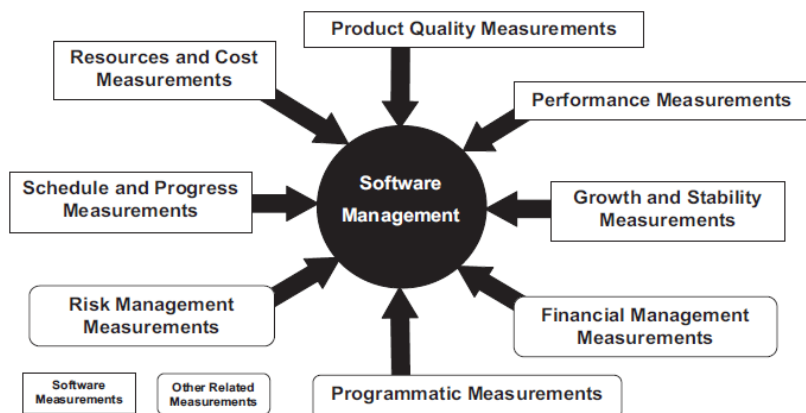 Product Quality Measurements
Resources and Cost
Measurements
Performance Measurements
Software
Management
Schedule and Progress
Measurements
Growth and Stability
Measurements
Risk Management
Measurements
Financial Management
Measurements
Programmatic Measurements
Software
Measurements
Other Related
Measurements